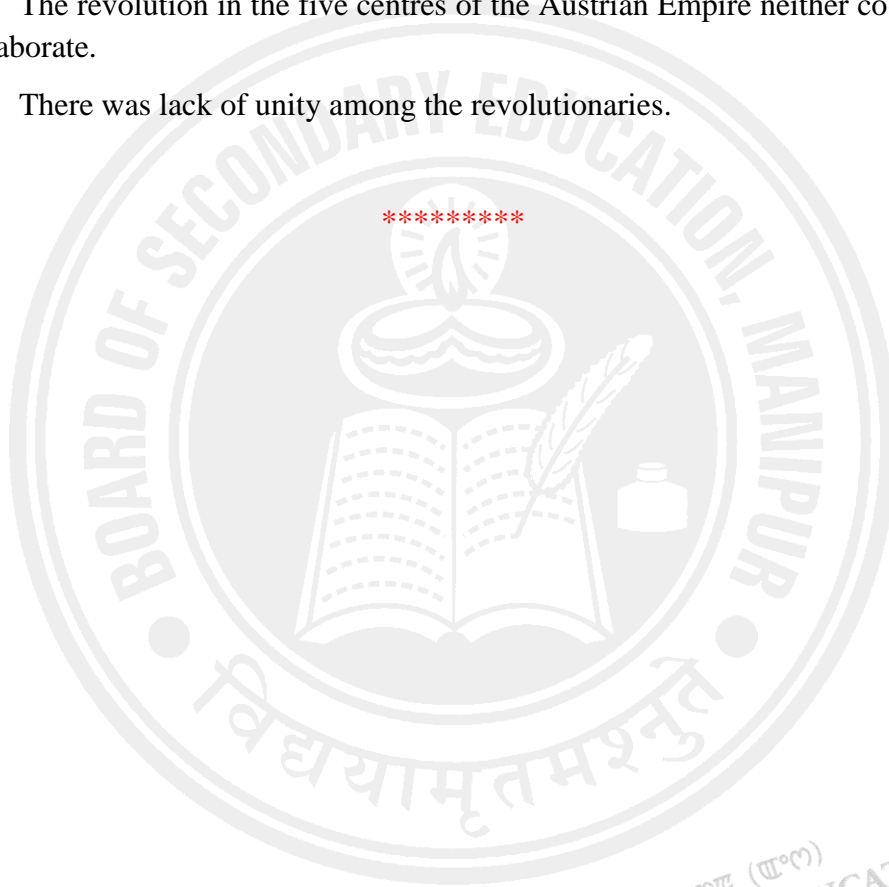 The revolution in the five centres of the Austrian Empire neither co
aborate.
There was lack of unity among the revolutionaries.
*********
BOARD OF SECONDARY EDUCATION, MANIPUR
विद्ययामृतमश्नुते